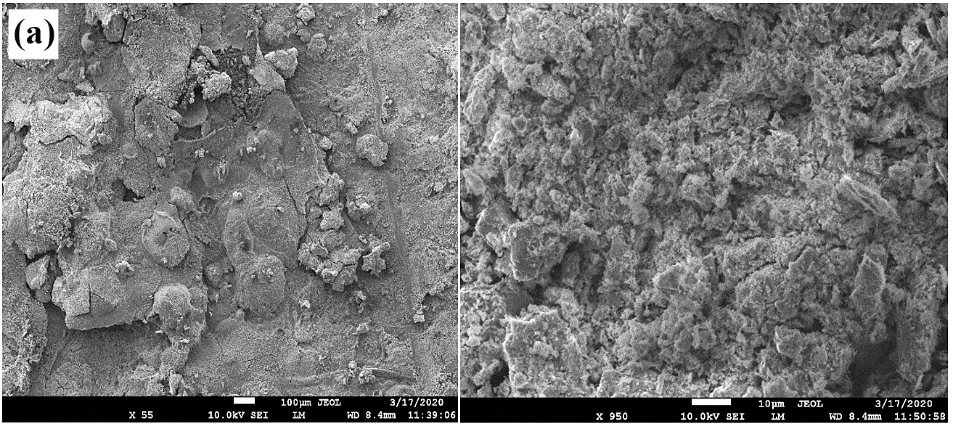 (a)
100µm JEOL 3/17/2020
X 55 10.0kV SEI LM WD 8.4mm 11:39:06
10µm JEOL 3/17/2020
X 950 10.0kV SEI LM WD 8.4mm 11:50:58